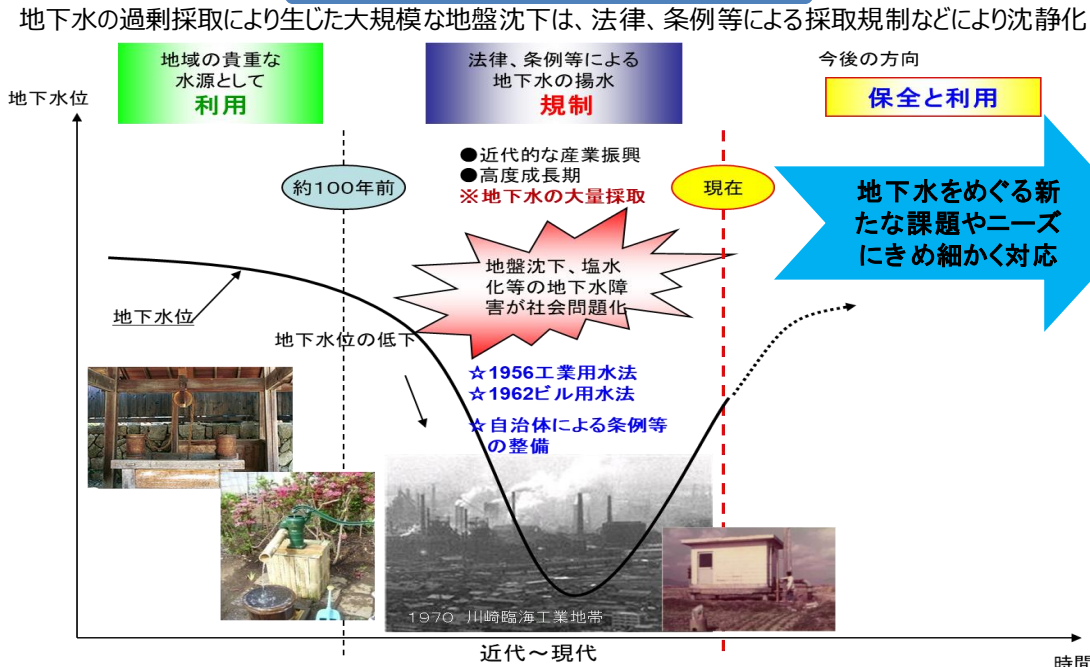 地下水の過剰採取により生じた大規模な地盤沈下は、法律、条例等による採取規制などにより沈静化
地域の貴重な
水源として
利用
法律、条例等による
地下水の揚水
規制
今後の方向
保全と利用
地下水位
●近代的な産業振興
●高度成長期
※地下水の大量採取
約100年前
現在
地下水をめぐる新
たな課題やニーズ
にきめ細かく対応
地盤沈下、塩水
化等の地下水障
害が社会問題化
地下水位
地下水位の低下
☆1956工業用水法
☆1962ビル用水法
☆自治体による条例等
の整備
1970 川崎臨海工業地帯
近代～現代
時間